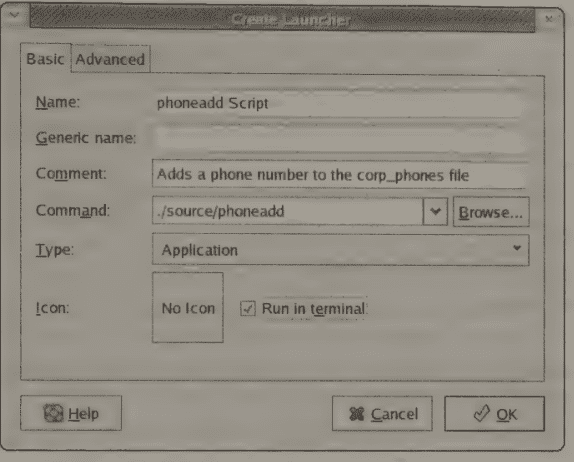 Create Launcher
Basic Advanced
Name: phoneadd Script
Generic name:
Comment: Adds a phone number to the corp_phones file
Command: ./source/phoneadd Browse...
Type: Application
Icon: No Icon Run in terminal
Help Cancel OK